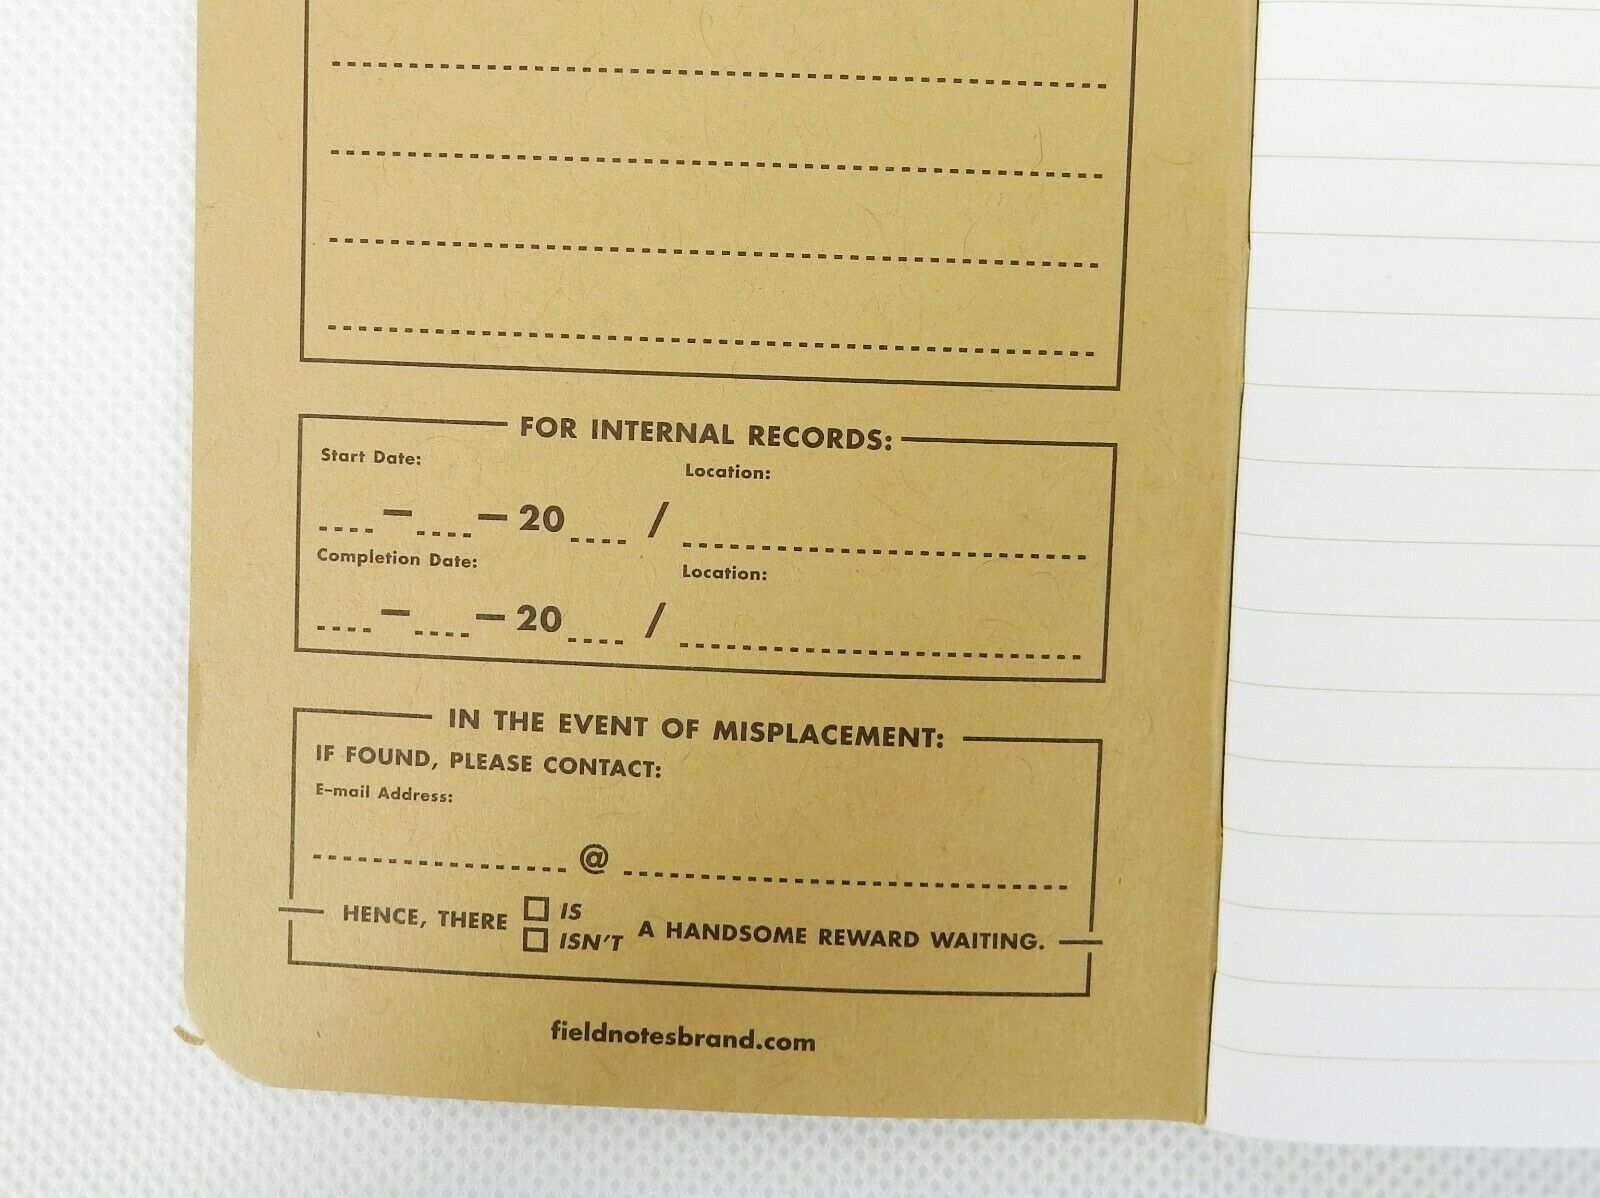 FOR INTERNAL RECORDS:
Start Date:
Location:
– – 20 /
Completion Date:
Location:
– – 20 /
IN THE EVENT OF MISPLACEMENT:
IF FOUND, PLEASE CONTACT:
E-mail Address:
@
HENCE, THERE IS A HANDSOME REWARD WAITING.
ISN'T
fieldnotesbrand.com